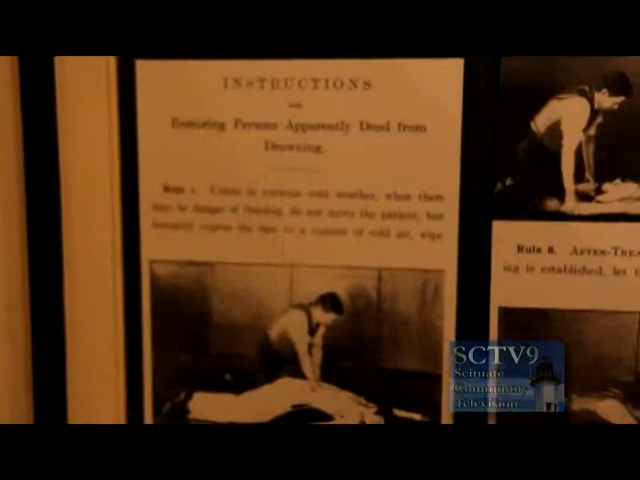 INSTRUCTIONS
FOR
Restoring Persons Apparently Dead from
Drowning.
Rule 1. Unless in extreme cold weather, when there
may be danger of freezing, do not move the patient, but
instantly expose the face to a current of cold air, wipe
Rule 8. AFTER-TREA
ing is established, let t
SCTV9
Scituate
Community
Television